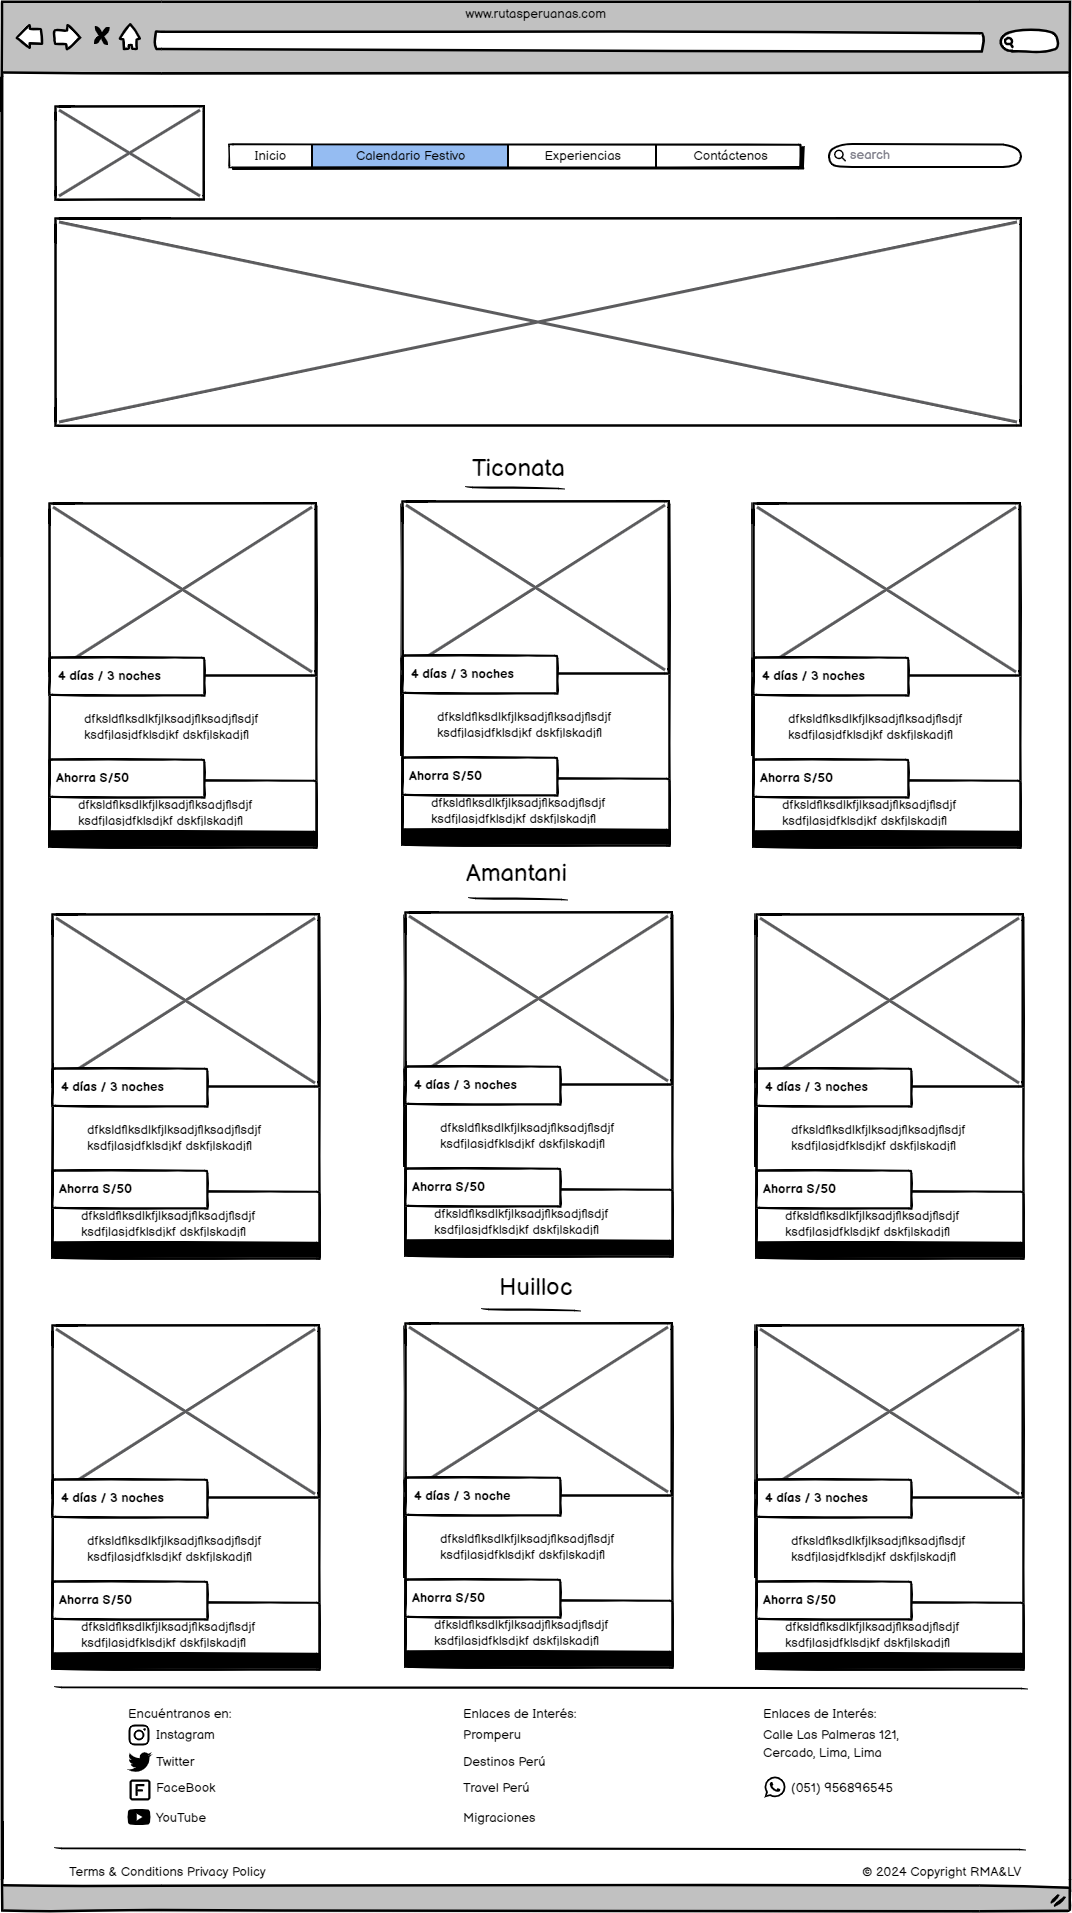 www.rutasperuanas.com
Inicio Calendario Festivo Experiencias Contáctenos search
Ticonata
4 días / 3 noches 4 días / 3 noches 4 días / 3 noches
dfksldflksdlkfjlksadjflksadjflsdjf dfksldflksdlkfjlksadjflksadjflsdjf dfksldflksdlkfjlksadjflksadjflsdjf
ksdfjlasjdfklsdjkf dskfjlskadjfl ksdfjlasjdfklsdjkf dskfjlskadjfl ksdfjlasjdfklsdjkf dskfjlskadjfl
Ahorra S/50 Ahorra S/50 Ahorra S/50
dfksldflksdlkfjlksadjflksadjflsdjf dfksldflksdlkfjlksadjflksadjflsdjf dfksldflksdlkfjlksadjflksadjflsdjf
ksdfjlasjdfklsdjkf dskfjlskadjfl ksdfjlasjdfklsdjkf dskfjlskadjfl ksdfjlasjdfklsdjkf dskfjlskadjfl
Amantani
4 días / 3 noches 4 días / 3 noches 4 días / 3 noches
dfksldflksdlkfjlksadjflksadjflsdjf dfksldflksdlkfjlksadjflksadjflsdjf dfksldflksdlkfjlksadjflksadjflsdjf
ksdfjlasjdfklsdjkf dskfjlskadjfl ksdfjlasjdfklsdjkf dskfjlskadjfl ksdfjlasjdfklsdjkf dskfjlskadjfl
Ahorra S/50 Ahorra S/50 Ahorra S/50
dfksldflksdlkfjlksadjflksadjflsdjf dfksldflksdlkfjlksadjflksadjflsdjf dfksldflksdlkfjlksadjflksadjflsdjf
ksdfjlasjdfklsdjkf dskfjlskadjfl ksdfjlasjdfklsdjkf dskfjlskadjfl ksdfjlasjdfklsdjkf dskfjlskadjfl
Huilloc
4 días / 3 noches 4 días / 3 noche 4 días / 3 noches
dfksldflksdlkfjlksadjflksadjflsdjf dfksldflksdlkfjlksadjflksadjflsdjf dfksldflksdlkfjlksadjflksadjflsdjf
ksdfjlasjdfklsdjkf dskfjlskadjfl ksdfjlasjdfklsdjkf dskfjlskadjfl ksdfjlasjdfklsdjkf dskfjlskadjfl
Ahorra S/50 Ahorra S/50 Ahorra S/50
dfksldflksdlkfjlksadjflksadjflsdjf dfksldflksdlkfjlksadjflksadjflsdjf dfksldflksdlkfjlksadjflksadjflsdjf
ksdfjlasjdfklsdjkf dskfjlskadjfl ksdfjlasjdfklsdjkf dskfjlskadjfl ksdfjlasjdfklsdjkf dskfjlskadjfl
Encuéntranos en:
Instagram
Twitter
FaceBook
YouTube
Enlaces de Interés:
Promperu
Destinos Perú
Travel Perú
Migraciones
Enlaces de Interés:
Calle Las Palmeras 121,
Cercado, Lima, Lima
(051) 956896545
Terms & Conditions Privacy Policy © 2024 Copyright RMA&LV